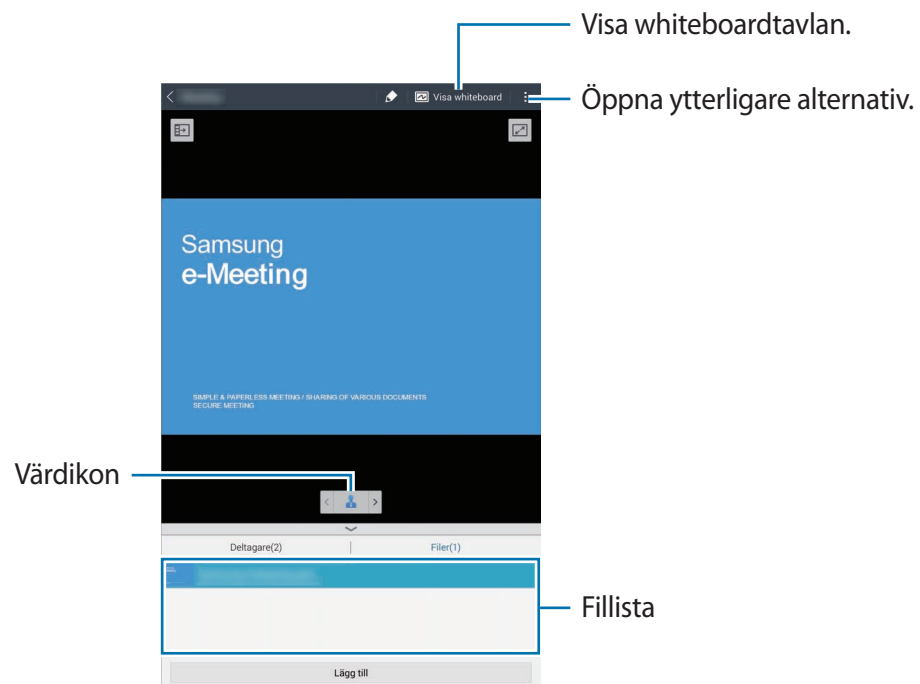 Visa whiteboardtavlan.
Visa whiteboard
Öppna ytterligare alternativ.
Samsung
e-Meeting
SIMPLE & PAPERLESS MEETING / SHARING OF VARIOUS DOCUMENTS
SECURE MEETING
Värdikon
Deltagare(2)
Filer(1)
Fillista
Lägg till